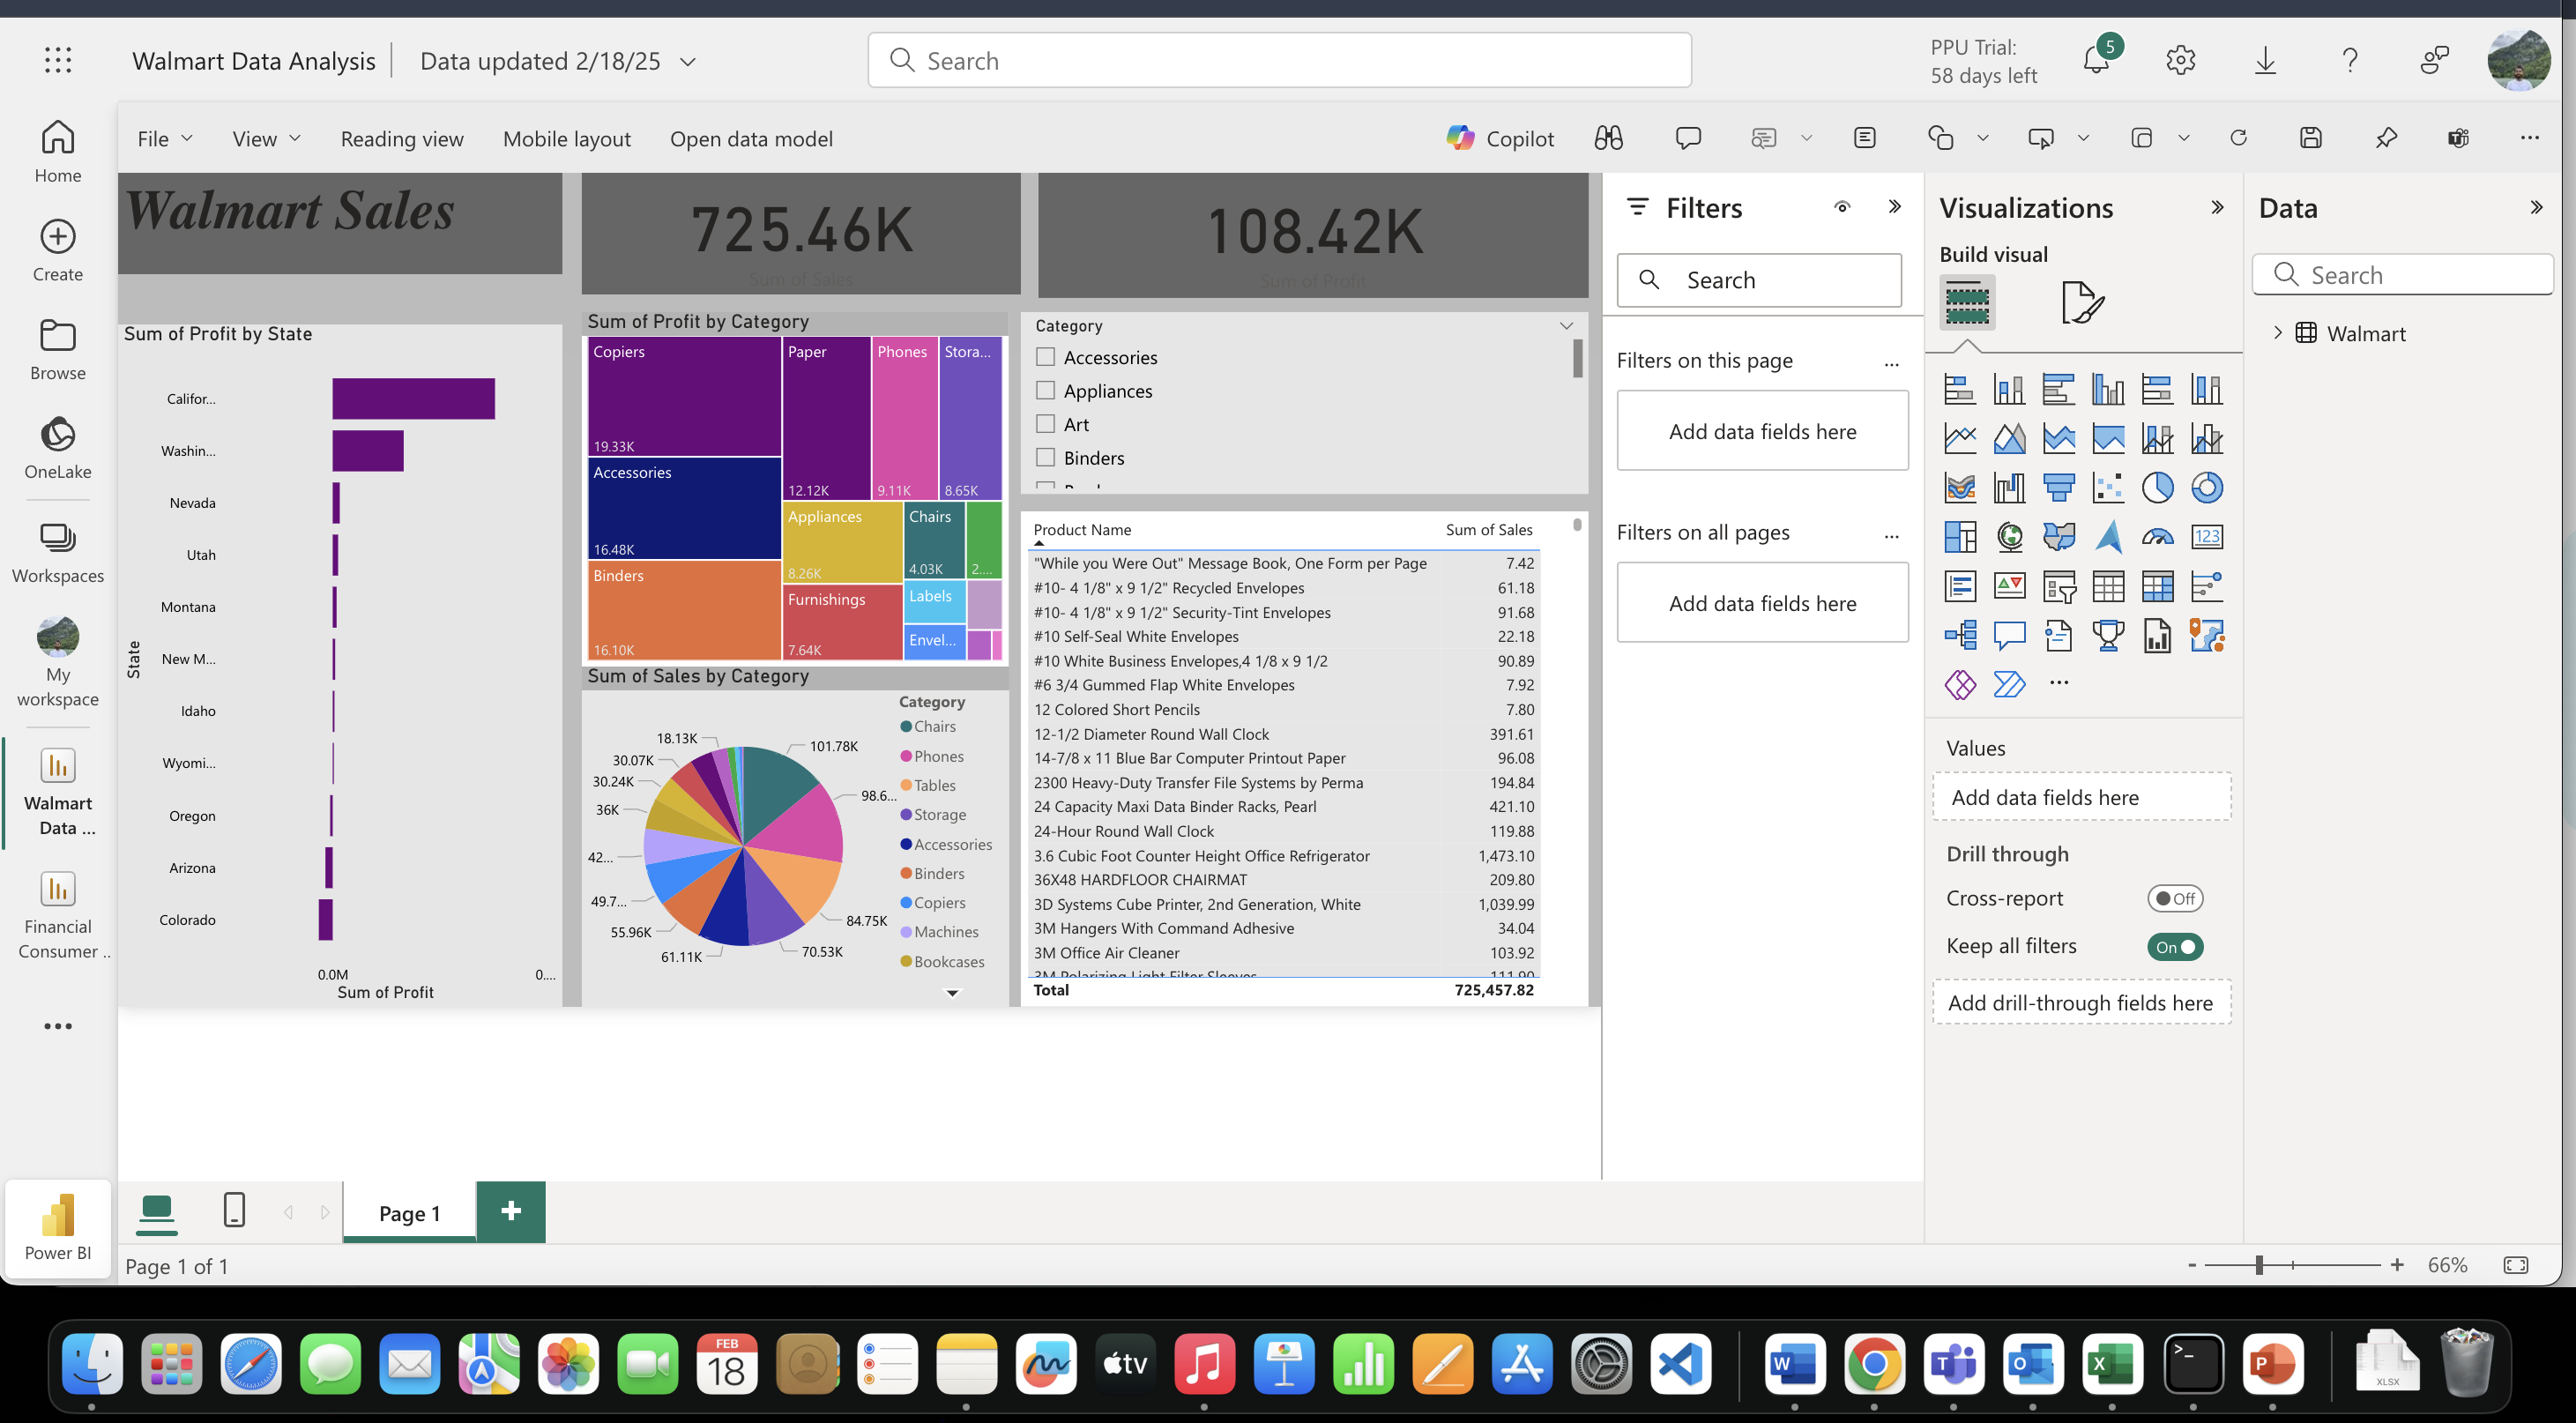 Walmart Data Analysis
Data updated 2/18/25
Search
PPU Trial:
58 days left
5
File
View
Reading view
Mobile layout
Open data model
Copilot
Home
Create
Browse
OneLake
Workspaces
My
workspace
Walmart
Data ...
Financial
Consumer ..
Power BI
Walmart Sales
725.46K
Sum of Sales
108.42K
Sum of Profit
Sum of Profit by State
State
Califor...
Washin...
Nevada
Utah
Montana
New M...
Idaho
Wyomi...
Oregon
Arizona
Colorado
0.0M
0....
Sum of Profit
Sum of Profit by Category
Copiers
19.33K
Accessories
16.48K
Binders
16.10K
Paper
12.12K
Phones
9.11K
Stora...
8.65K
Appliances
8.26K
Furnishings
7.64K
Chairs
4.03K
2....
Labels
Envel...
Sum of Sales by Category
18.13K
30.07K
30.24K
36K
42...
49.7...
55.96K
61.11K
70.53K
84.75K
98.6...
101.78K
Category
Chairs
Phones
Tables
Storage
Accessories
Binders
Copiers
Machines
Bookcases
Category
Accessories
Appliances
Art
Binders
Product Name Sum of Sales
"While you Were Out" Message Book, One Form per Page 7.42
#10- 4 1/8" x 9 1/2" Recycled Envelopes 61.18
#10- 4 1/8" x 9 1/2" Security-Tint Envelopes 91.68
#10 Self-Seal White Envelopes 22.18
#10 White Business Envelopes,4 1/8 x 9 1/2 90.89
#6 3/4 Gummed Flap White Envelopes 7.92
12 Colored Short Pencils 7.80
12-1/2 Diameter Round Wall Clock 391.61
14-7/8 x 11 Blue Bar Computer Printout Paper 96.08
2300 Heavy-Duty Transfer File Systems by Perma 194.84
24 Capacity Maxi Data Binder Racks, Pearl 421.10
24-Hour Round Wall Clock 119.88
3.6 Cubic Foot Counter Height Office Refrigerator 1,473.10
36X48 HARDFLOOR CHAIRMAT 209.80
3D Systems Cube Printer, 2nd Generation, White 1,039.99
3M Hangers With Command Adhesive 34.04
3M Office Air Cleaner 103.92
3M Polarizing Light Filter Sleeves 111.90
Total 725,457.82
Filters
Search
Filters on this page
...
Add data fields here
Filters on all pages
...
Add data fields here
Visualizations
Build visual
123
...
Values
Add data fields here
Drill through
Cross-report
Off
Keep all filters
On
Add drill-through fields here
Data
Search
Walmart
Page 1
+
Page 1 of 1
- + 66%
FEB
18
tv
W
T
O
X
>_
P
XLSX